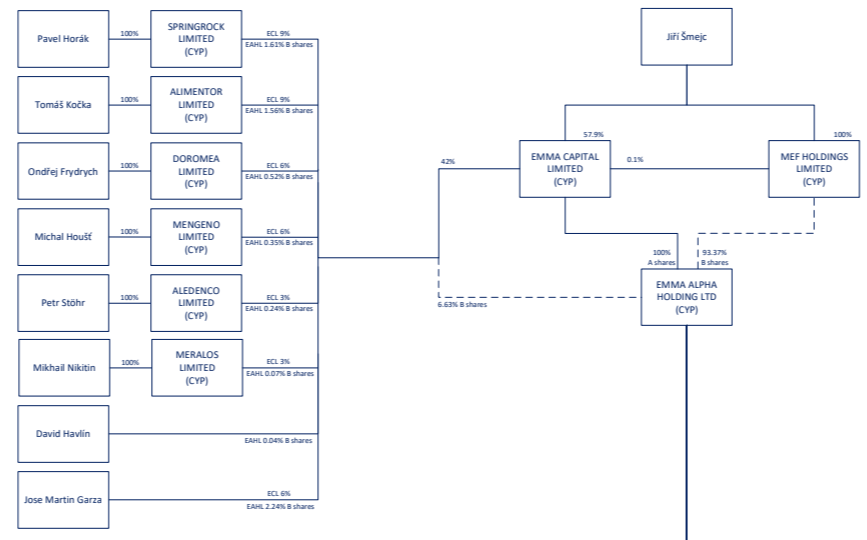 Pavel Horák
100%
SPRINGROCK
LIMITED
(CYP)
ECL 9%
EAHL 1.61% B shares
Tomáš Kočka
100%
ALIMENTOR
LIMITED
(CYP)
ECL 9%
EAHL 1.56% B shares
Ondřej Frydrych
100%
DOROMEA
LIMITED
(CYP)
ECL 6%
EAHL 0.52% B shares
Michal Houšť
100%
MENGENO
LIMITED
(CYP)
ECL 6%
EAHL 0.35% B shares
Petr Stöhr
100%
ALEDENCO
LIMITED
(CYP)
ECL 3%
EAHL 0.24% B shares
Mikhail Nikitin
100%
MERALOS
LIMITED
(CYP)
ECL 3%
EAHL 0.07% B shares
David Havlín
EAHL 0.04% B shares
Jose Martin Garza
ECL 6%
EAHL 2.24% B shares
Jiří Šmejc
57.9%
100%
42%
EMMA CAPITAL
LIMITED
(CYP)
0.1%
MEF HOLDINGS
LIMITED
(CYP)
100%
A shares
93.37%
B shares
EMMA ALPHA
HOLDING LTD
(CYP)
6.63% B shares